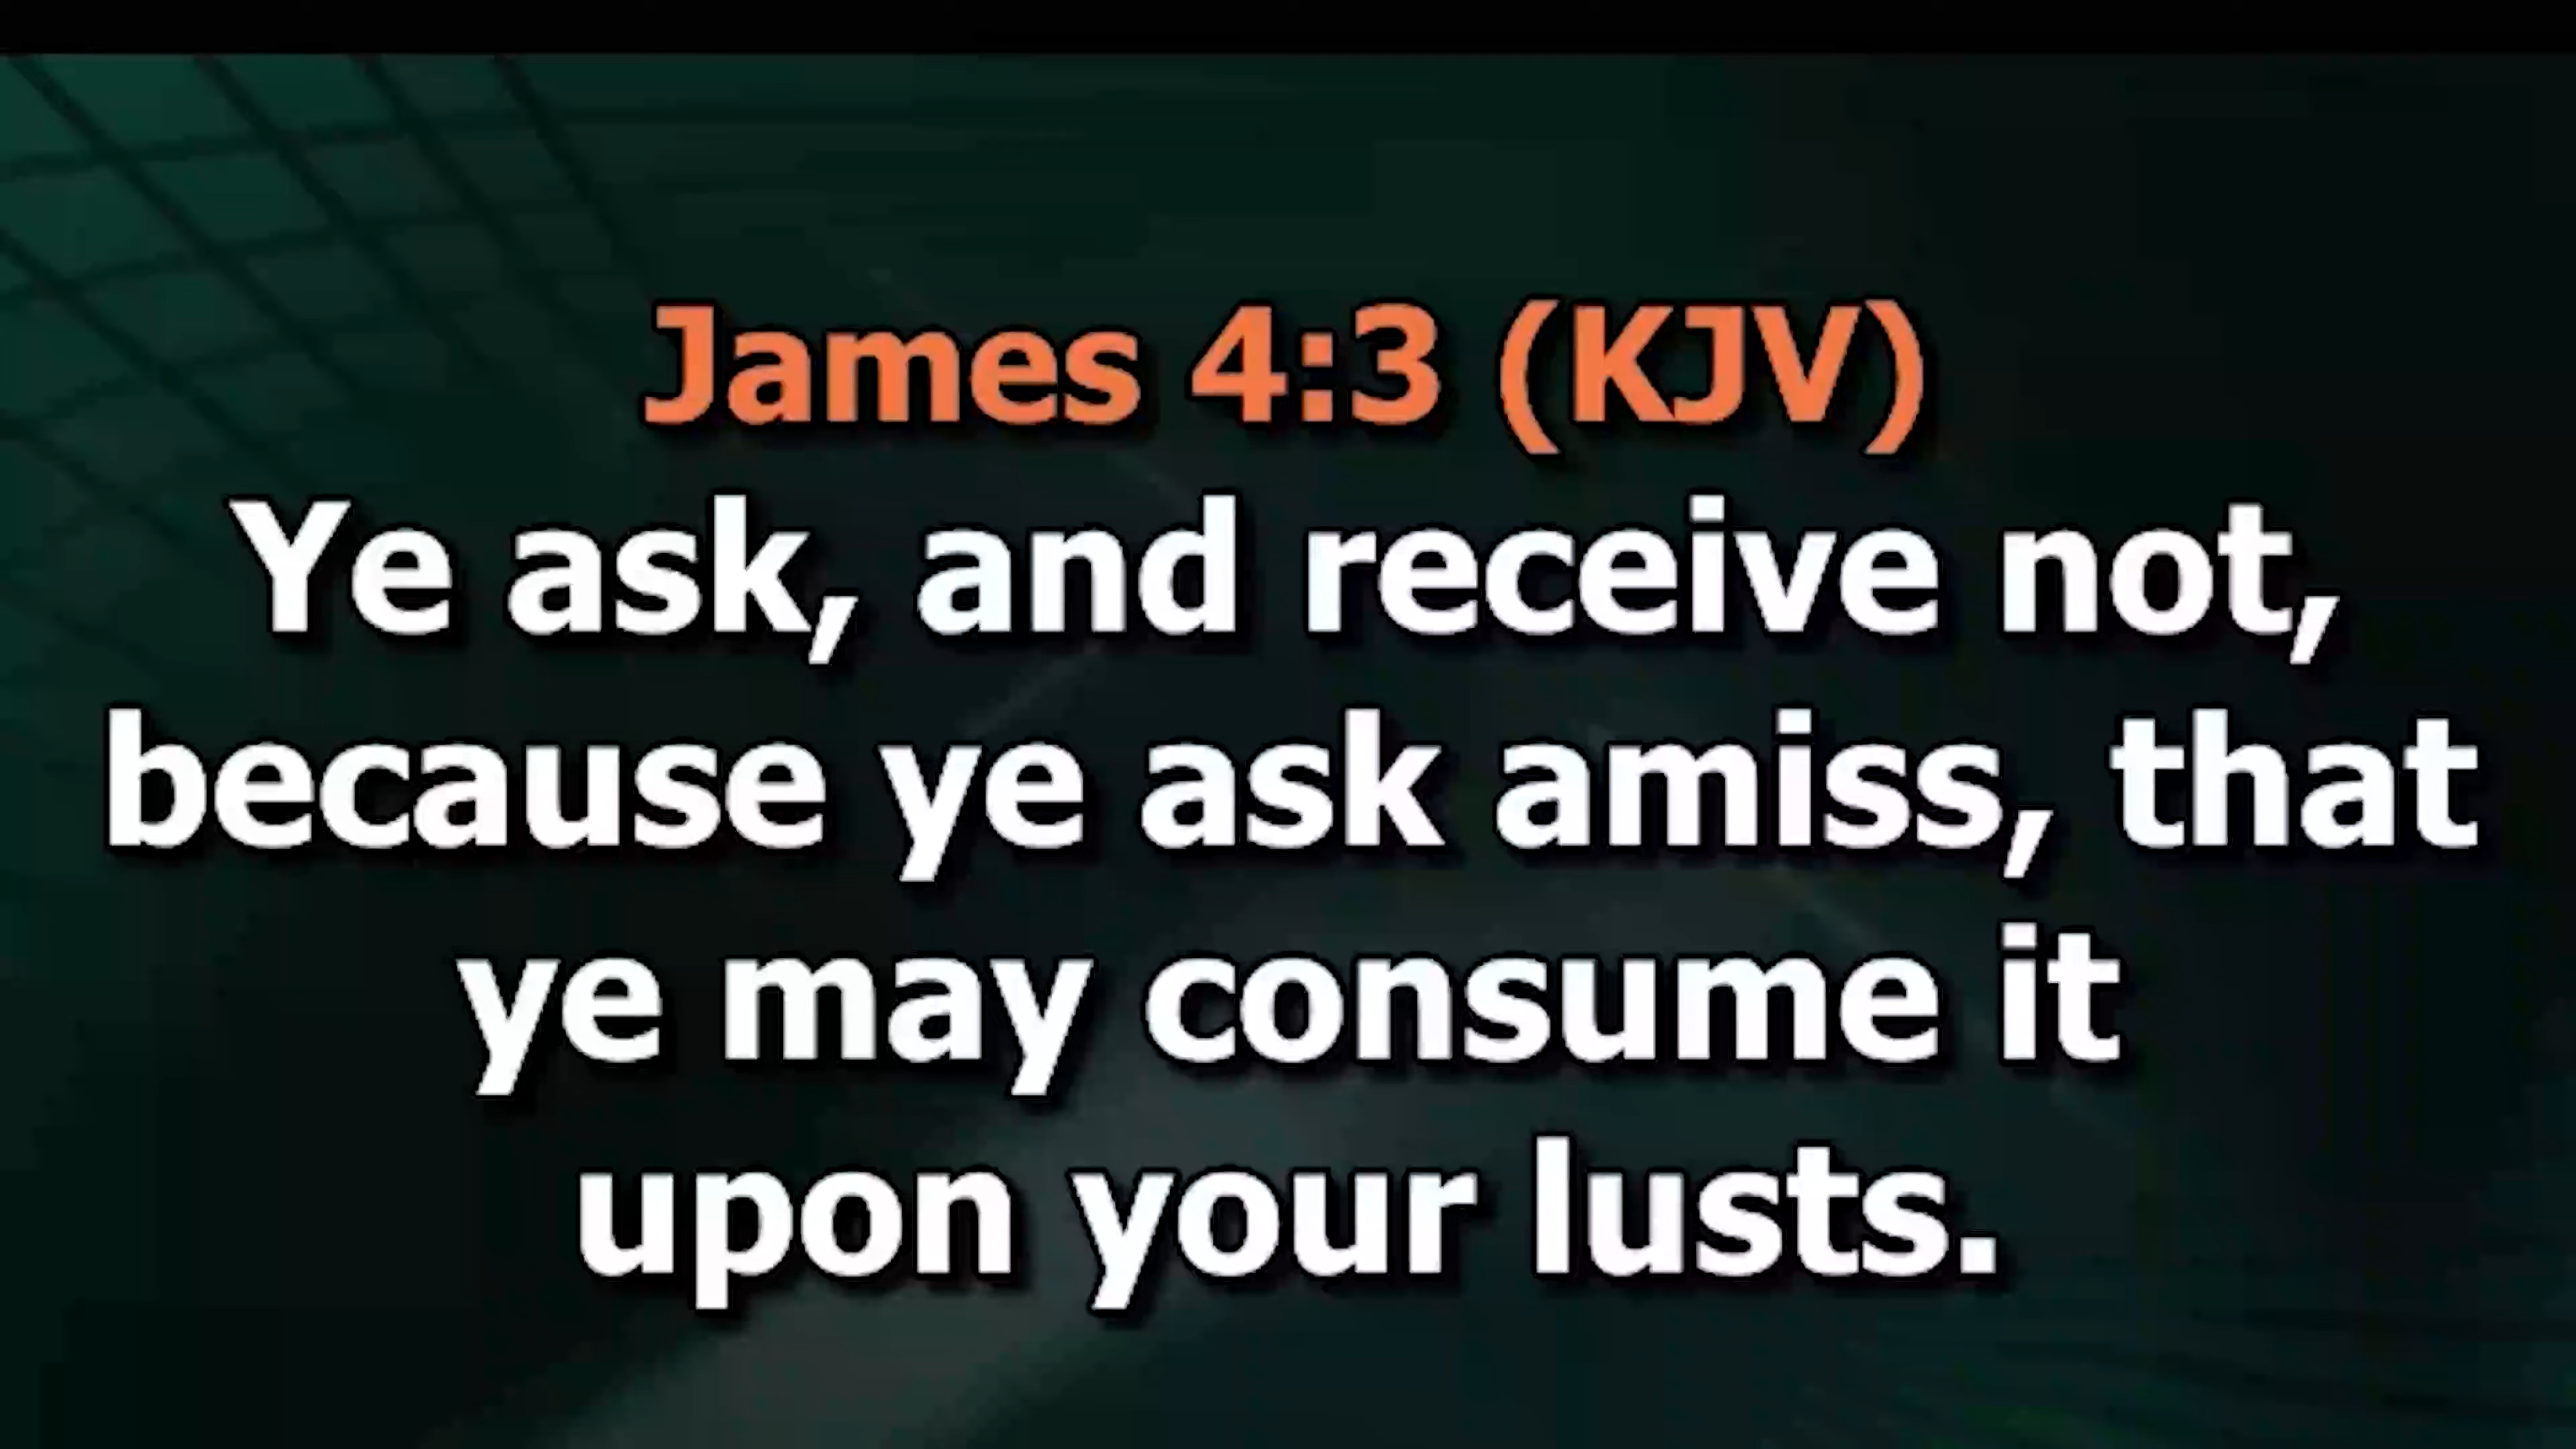 James 4:3 (KJV)
Ye ask, and receive not,
because ye ask amiss, that
ye may consume it
upon your lusts.